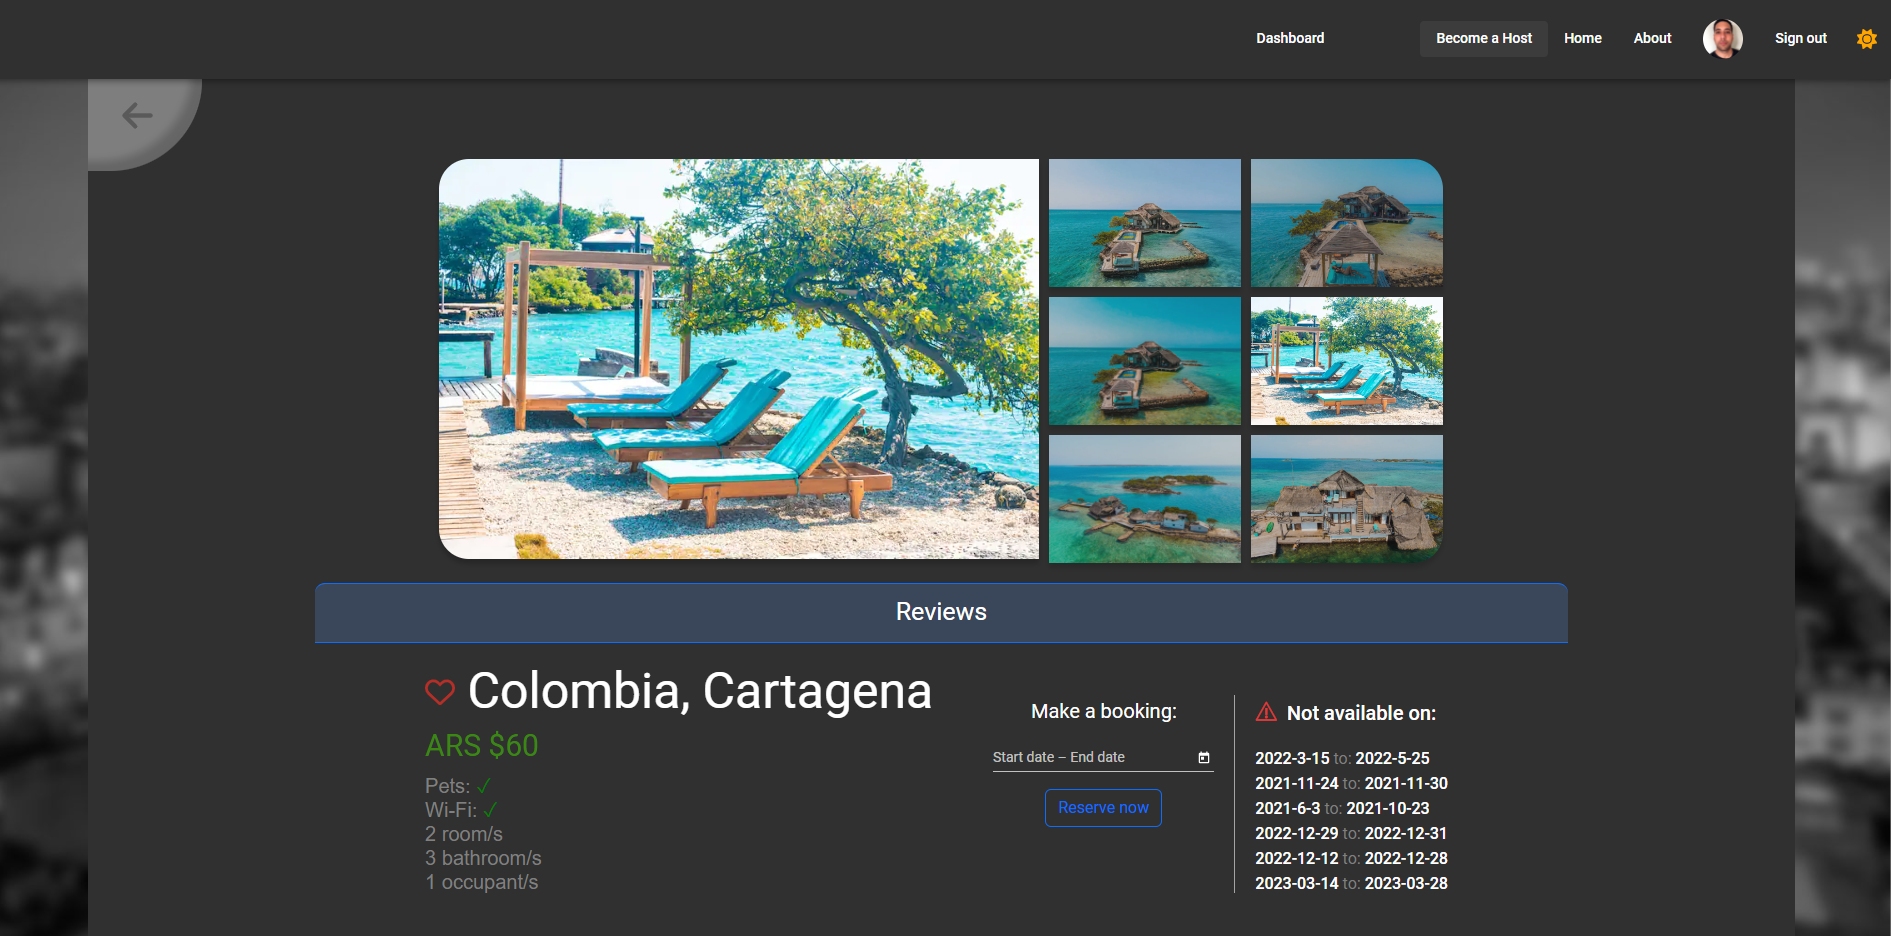 Dashboard
Become a Host
Home
About
Sign out
Reviews
Colombia, Cartagena
ARS $60
Pets: ✓
Wi-Fi: ✓
2 room/s
3 bathroom/s
1 occupant/s
Make a booking:
Start date – End date
Reserve now
Not available on:
2022-3-15 to: 2022-5-25
2021-11-24 to: 2021-11-30
2021-6-3 to: 2021-10-23
2022-12-29 to: 2022-12-31
2022-12-12 to: 2022-12-28
2023-03-14 to: 2023-03-28